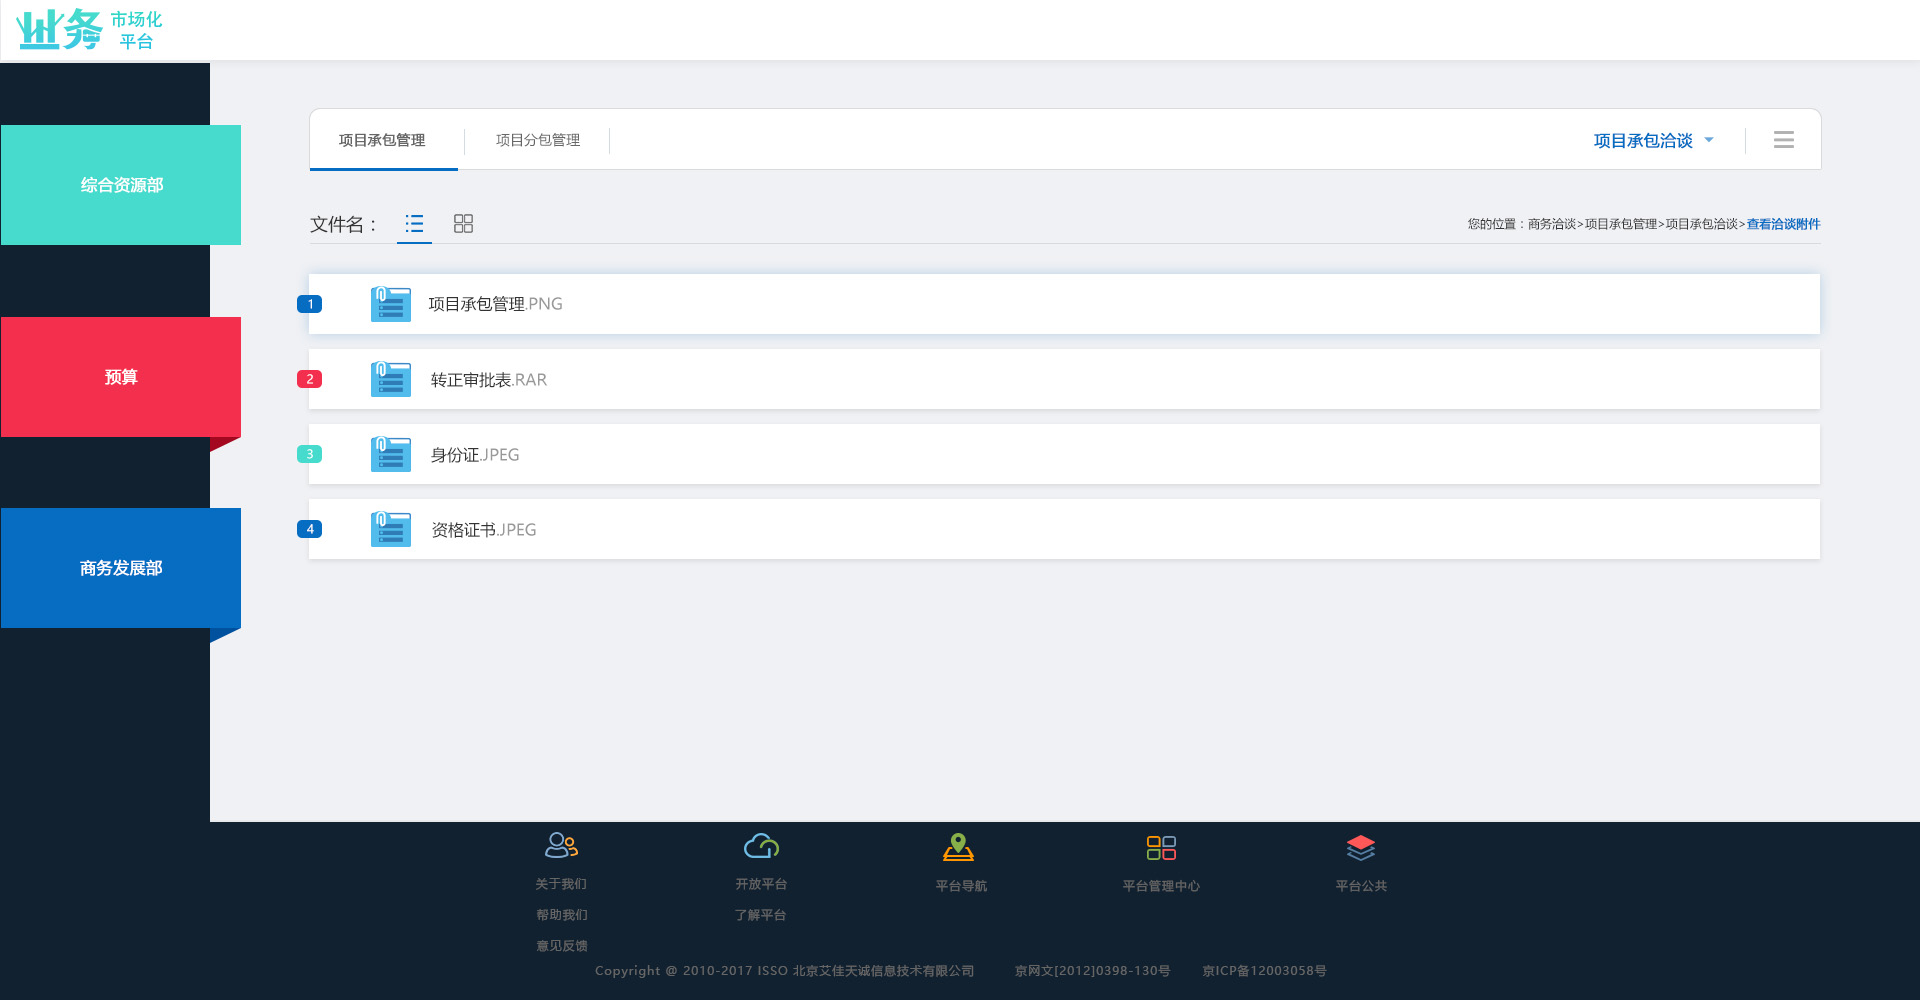 业务 市场化
平台
项目承包管理 项目分包管理 项目承包洽谈
综合资源部
文件名： 您的位置：商务洽谈>项目承包管理>项目承包洽谈>查看洽谈附件
1 项目承包管理.PNG
预算
2 转正审批表.RAR
3 身份证.JPEG
4 资格证书.JPEG
商务发展部
关于我们 开放平台 平台导航 平台管理中心 平台公共
帮助我们 了解平台
意见反馈
Copyright @ 2010-2017 ISSO 北京艾佳天诚信息技术有限公司 京网文[2012]0398-130号 京ICP备12003058号